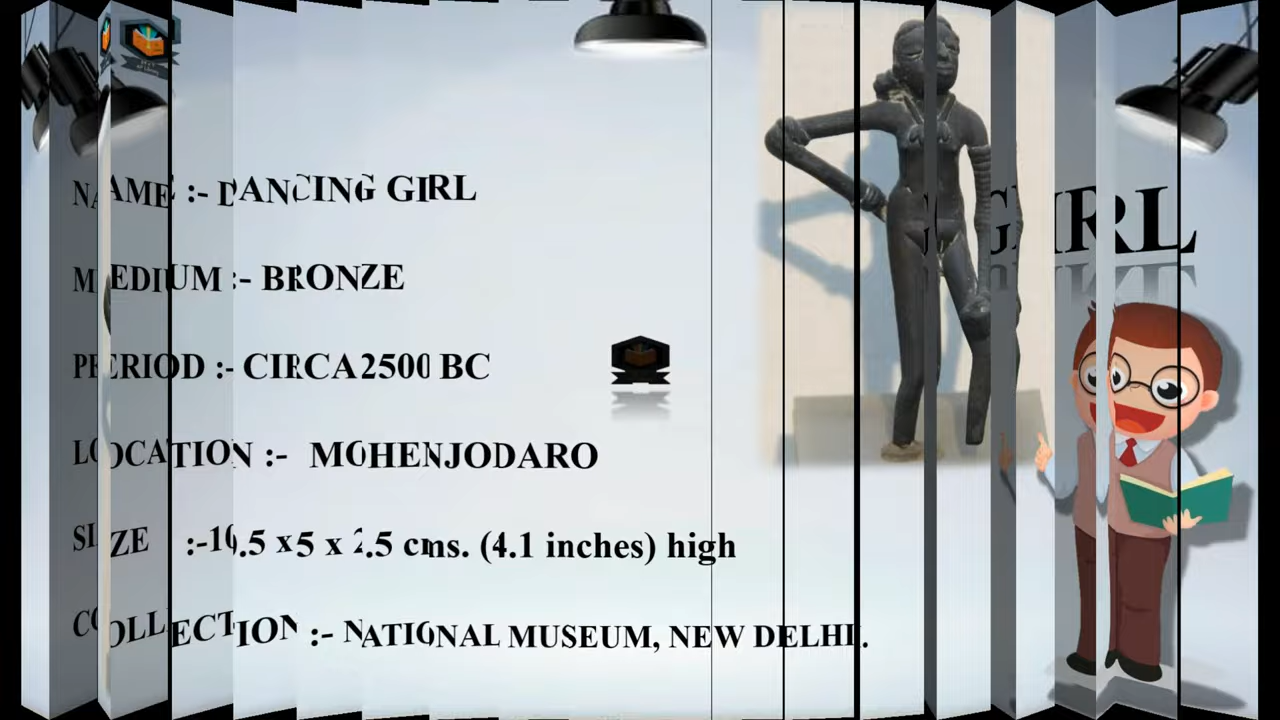 NAME :- DANCING GIRL
MEDIUM :- BRONZE
PERIOD :- CIRCA 2500 BC
LOCATION :- MOHENJODARO
SIZE :-10.5 x 5 x 2.5 cms. (4.1 inches) high
COLLECTION :- NATIONAL MUSEUM, NEW DELHI.
GIRL